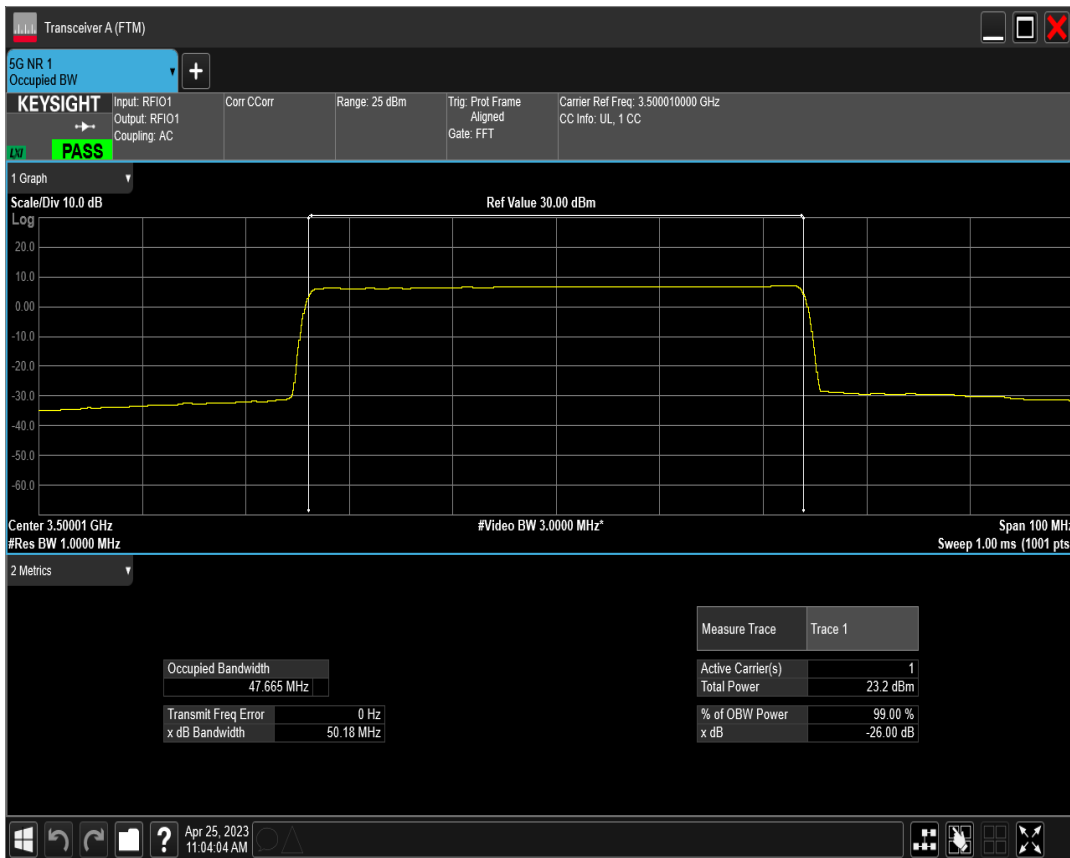 Transceiver A (FTM)
5G NR 1
Occupied BW
+
KEYSIGHT
LXI
PASS
Input: RFIO1
Output: RFIO1
Coupling: AC
Corr CCorr
Range: 25 dBm
Trig: Prot Frame
Aligned
Gate: FFT
Carrier Ref Freq: 3.500010000 GHz
CC Info: UL, 1 CC
1 Graph
Scale/Div 10.0 dB
Ref Value 30.00 dBm
Log
20.0
10.0
0.00
-10.0
-20.0
-30.0
-40.0
-50.0
-60.0
Center 3.50001 GHz
#Video BW 3.0000 MHz*
Span 100 MHz
#Res BW 1.0000 MHz
Sweep 1.00 ms (1001 pts
2 Metrics
Measure Trace Trace 1
Occupied Bandwidth
47.665 MHz
Active Carrier(s) 1
Total Power 23.2 dBm
Transmit Freq Error 0 Hz
x dB Bandwidth 50.18 MHz
% of OBW Power 99.00 %
x dB -26.00 dB
?
Apr 25, 2023
11:04:04 AM